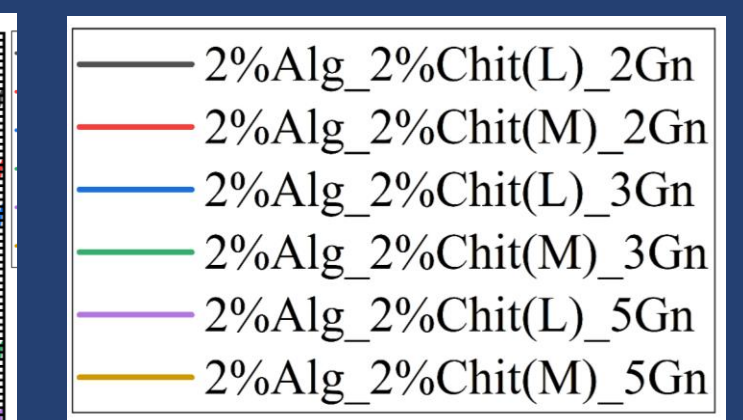 2%Alg_2%Chit(L)_2Gn
2%Alg_2%Chit(M)_2Gn
2%Alg_2%Chit(L)_3Gn
2%Alg_2%Chit(M)_3Gn
2%Alg_2%Chit(L)_5Gn
2%Alg_2%Chit(M)_5Gn